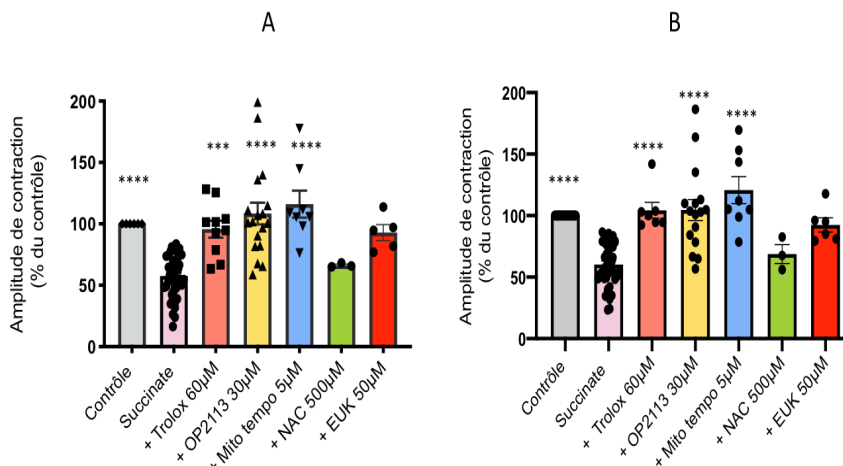 A
Amplitude de contraction
(% du contrôle)
200
150
100
50
0
****
***
****
****
Contrôle
Succinate
+ Trolox 60µM
+ OP2113 30µM
+ Mito tempo 5µM
+ NAC 500µM
+ EUK 50µM
B
Amplitude de contraction
(% du contrôle)
200
150
100
50
0
****
****
****
****
Contrôle
Succinate
+ Trolox 60µM
+ OP2113 30µM
+ Mito tempo 5µM
+ NAC 500µM
+ EUK 50µM